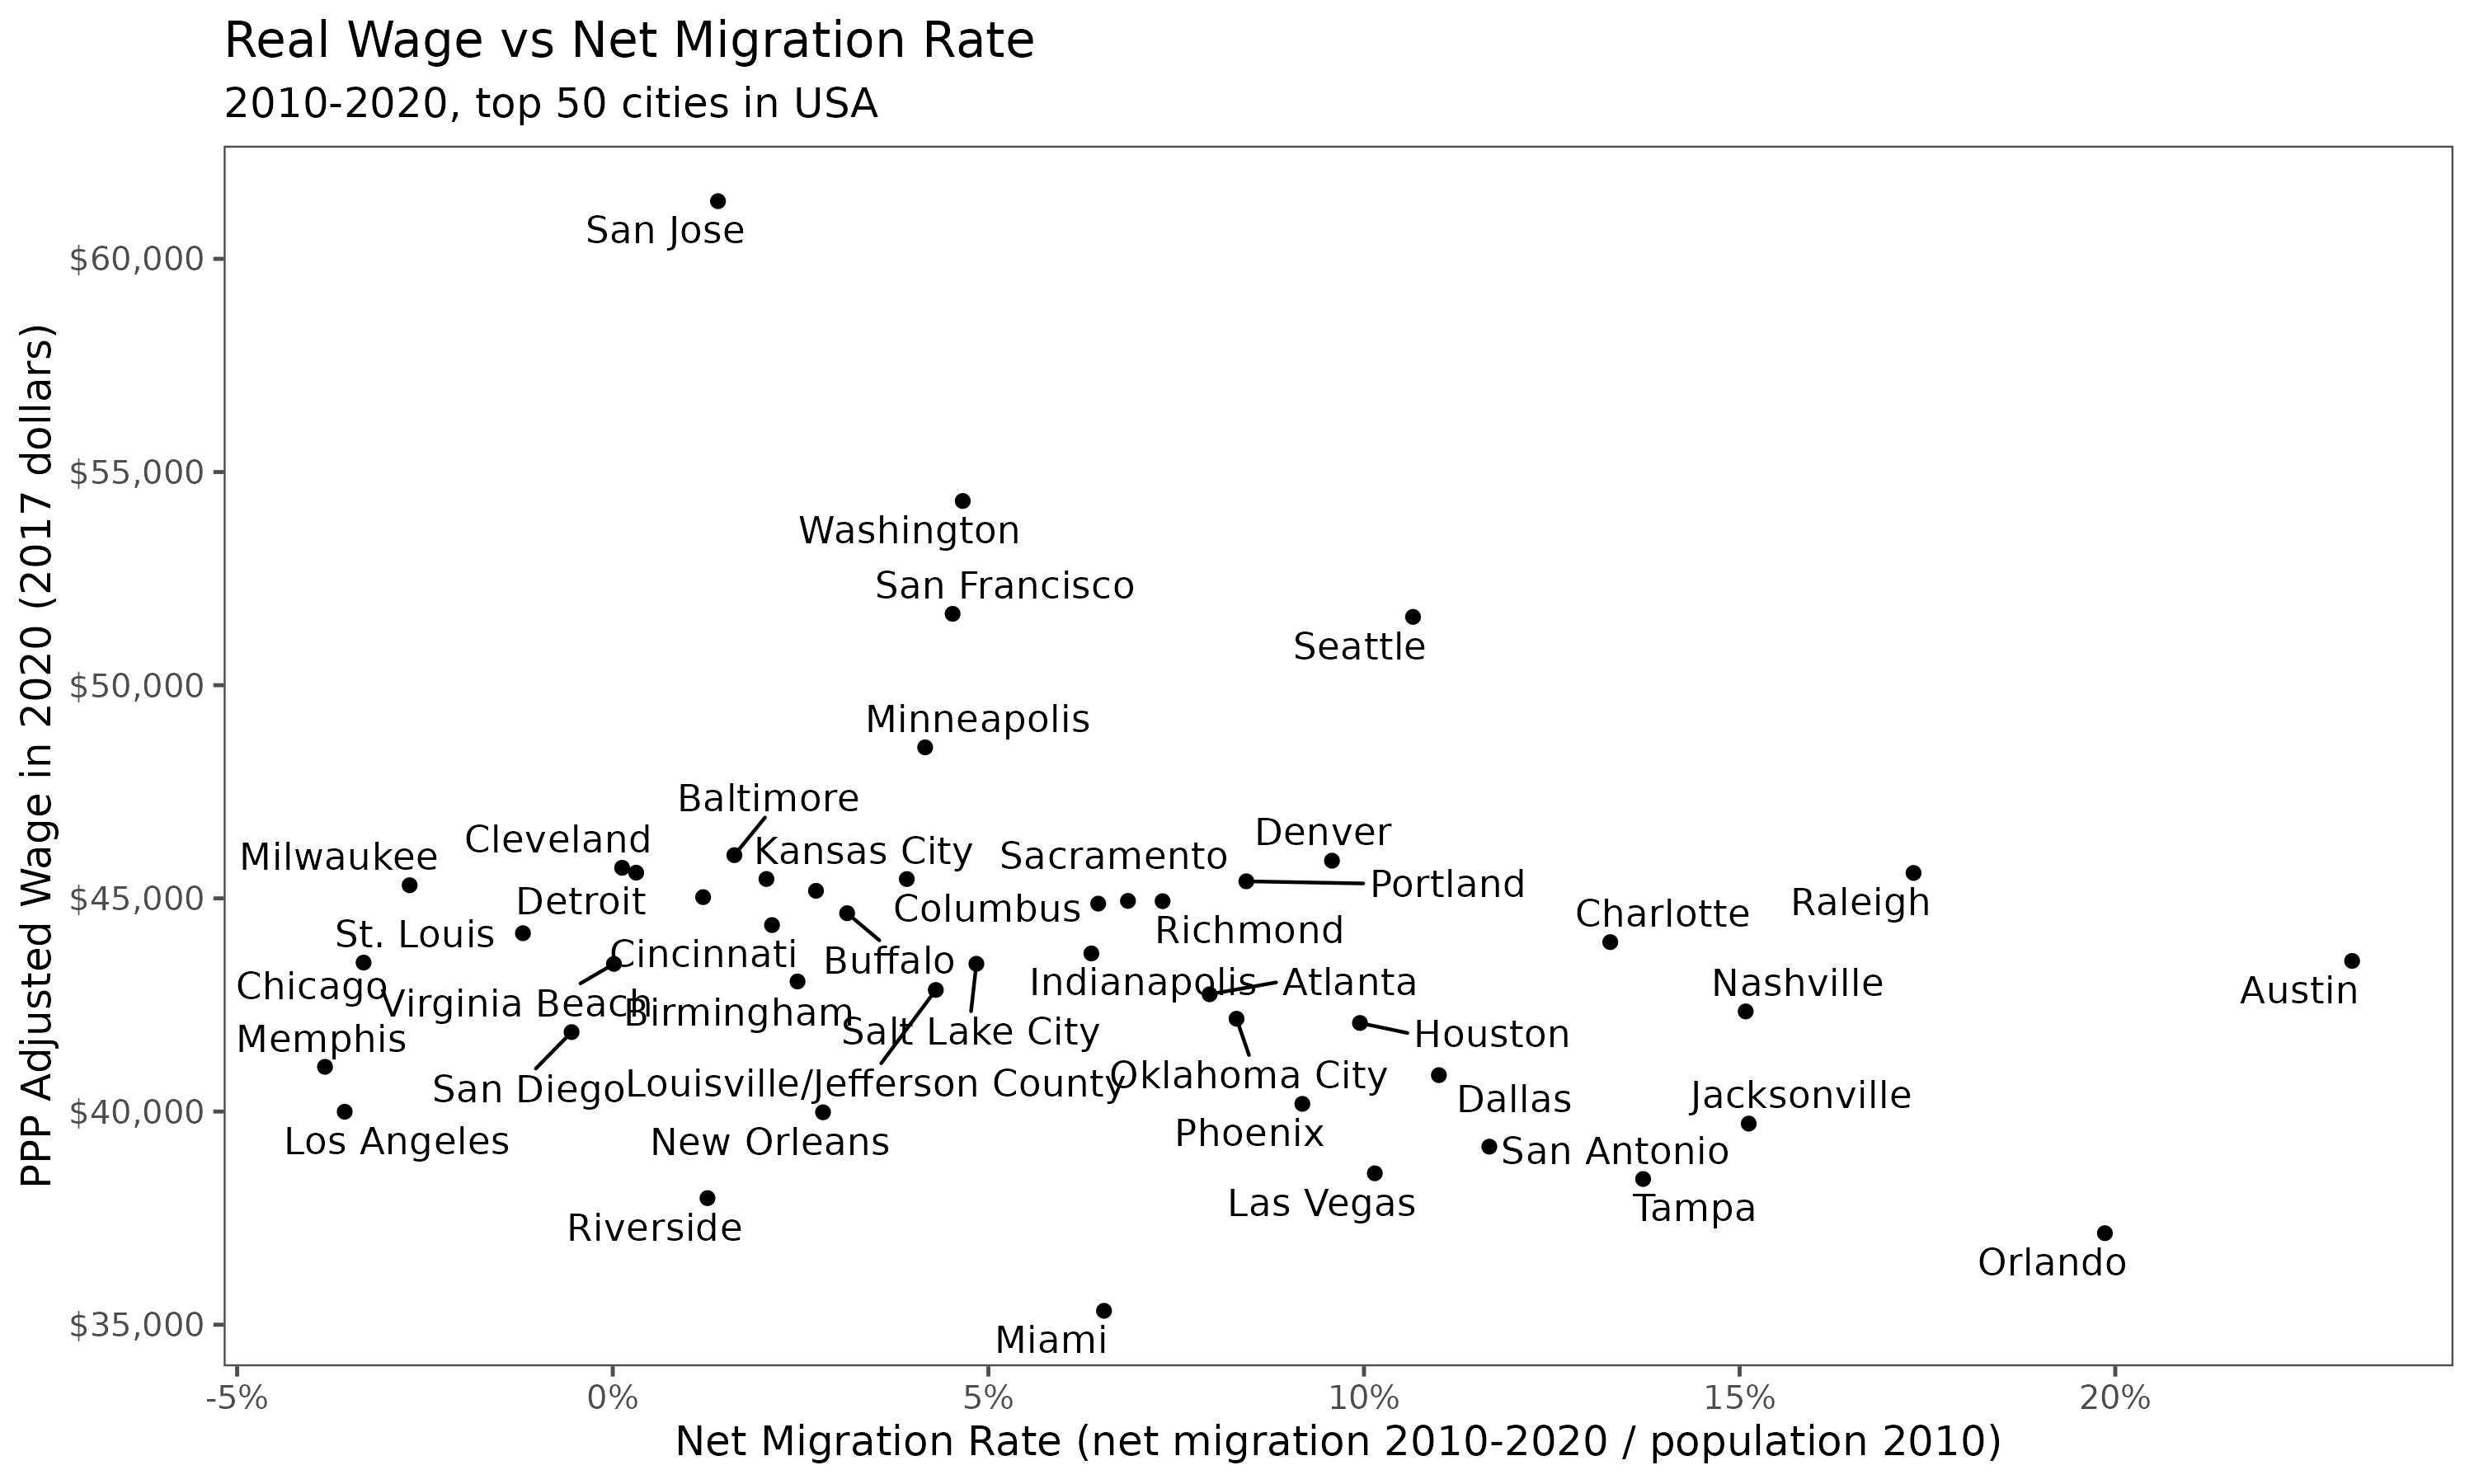 Real Wage vs Net Migration Rate
2010-2020, top 50 cities in USA
PPP Adjusted Wage in 2020 (2017 dollars)
$60,000
$55,000
$50,000
$45,000
$40,000
$35,000
San Jose
Washington
San Francisco
Seattle
Minneapolis
Baltimore
Denver
Cleveland
Kansas City
Sacramento
Milwaukee
Portland
Detroit
Raleigh
Columbus
Charlotte
Richmond
St. Louis
Cincinnati
Buffalo
Indianapolis
Atlanta
Nashville
Chicago
Austin
Virginia Beach
Birmingham
Salt Lake City
Houston
Memphis
Oklahoma City
San Diego
Louisville/Jefferson County
Jacksonville
Dallas
Phoenix
Los Angeles
New Orleans
San Antonio
Las Vegas
Tampa
Riverside
Orlando
Miami
-5%
0%
5%
10%
15%
20%
Net Migration Rate (net migration 2010-2020 / population 2010)